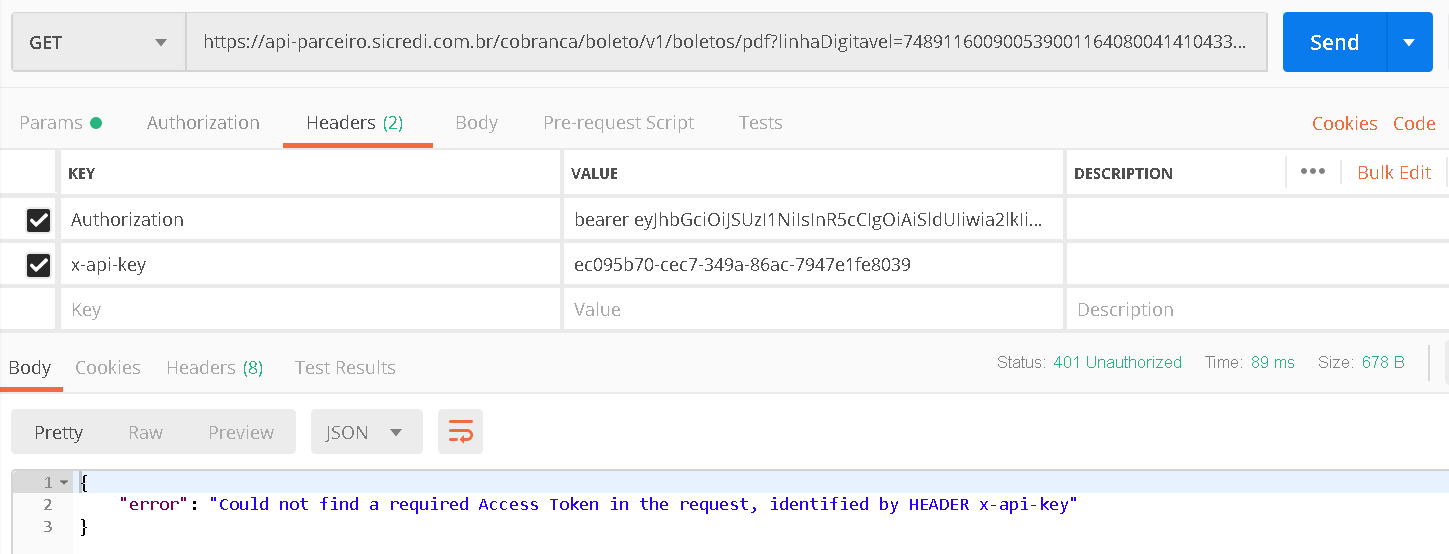 GET
https://api-parceiro.sicredi.com.br/cobranca/boleto/v1/boletos/pdf?linhaDigitavel=74891160090053900116408004141043​3...
Send
Params
Authorization
Headers (2)
Body
Pre-request Script
Tests
Cookies
Code
KEY
VALUE
DESCRIPTION
•••
Bulk Edit
Authorization
bearer eyJhbGciOiJSUzI1NiIsInR5cCIgOiAiSldUIiwia2lkIi...
x-api-key
ec095b70-cec7-349a-86ac-7947e1fe8039
Key
Value
Description
Body
Cookies
Headers (8)
Test Results
Status: 401 Unauthorized
Time: 89 ms
Size: 678 B
Pretty
Raw
Preview
JSON
1 {
2 "error": "Could not find a required Access Token in the request, identified by HEADER x-api-key"
3 }